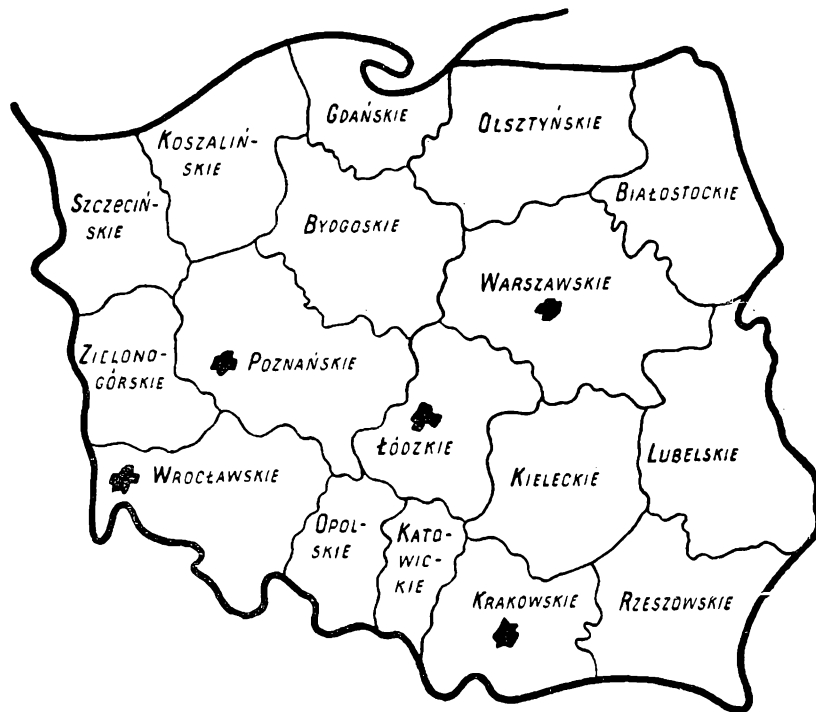 GDAŃSKIE
OLSZTYŃSKIE
KOSZALIŃ-
SKIE
SZCZECIŃ-
SKIE
BIAŁOSTOCKIE
BYDGOSKIE
WARSZAWSKIE
ZIELONO-
GÓRSKIE
POZNAŃSKIE
ŁÓDZKIE
LUBELSKIE
WROCŁAWSKIE
KIELECKIE
OPOL-
SKIE
KATO-
WIC-
KIE
KRAKOWSKIE
RZESZOWSKIE